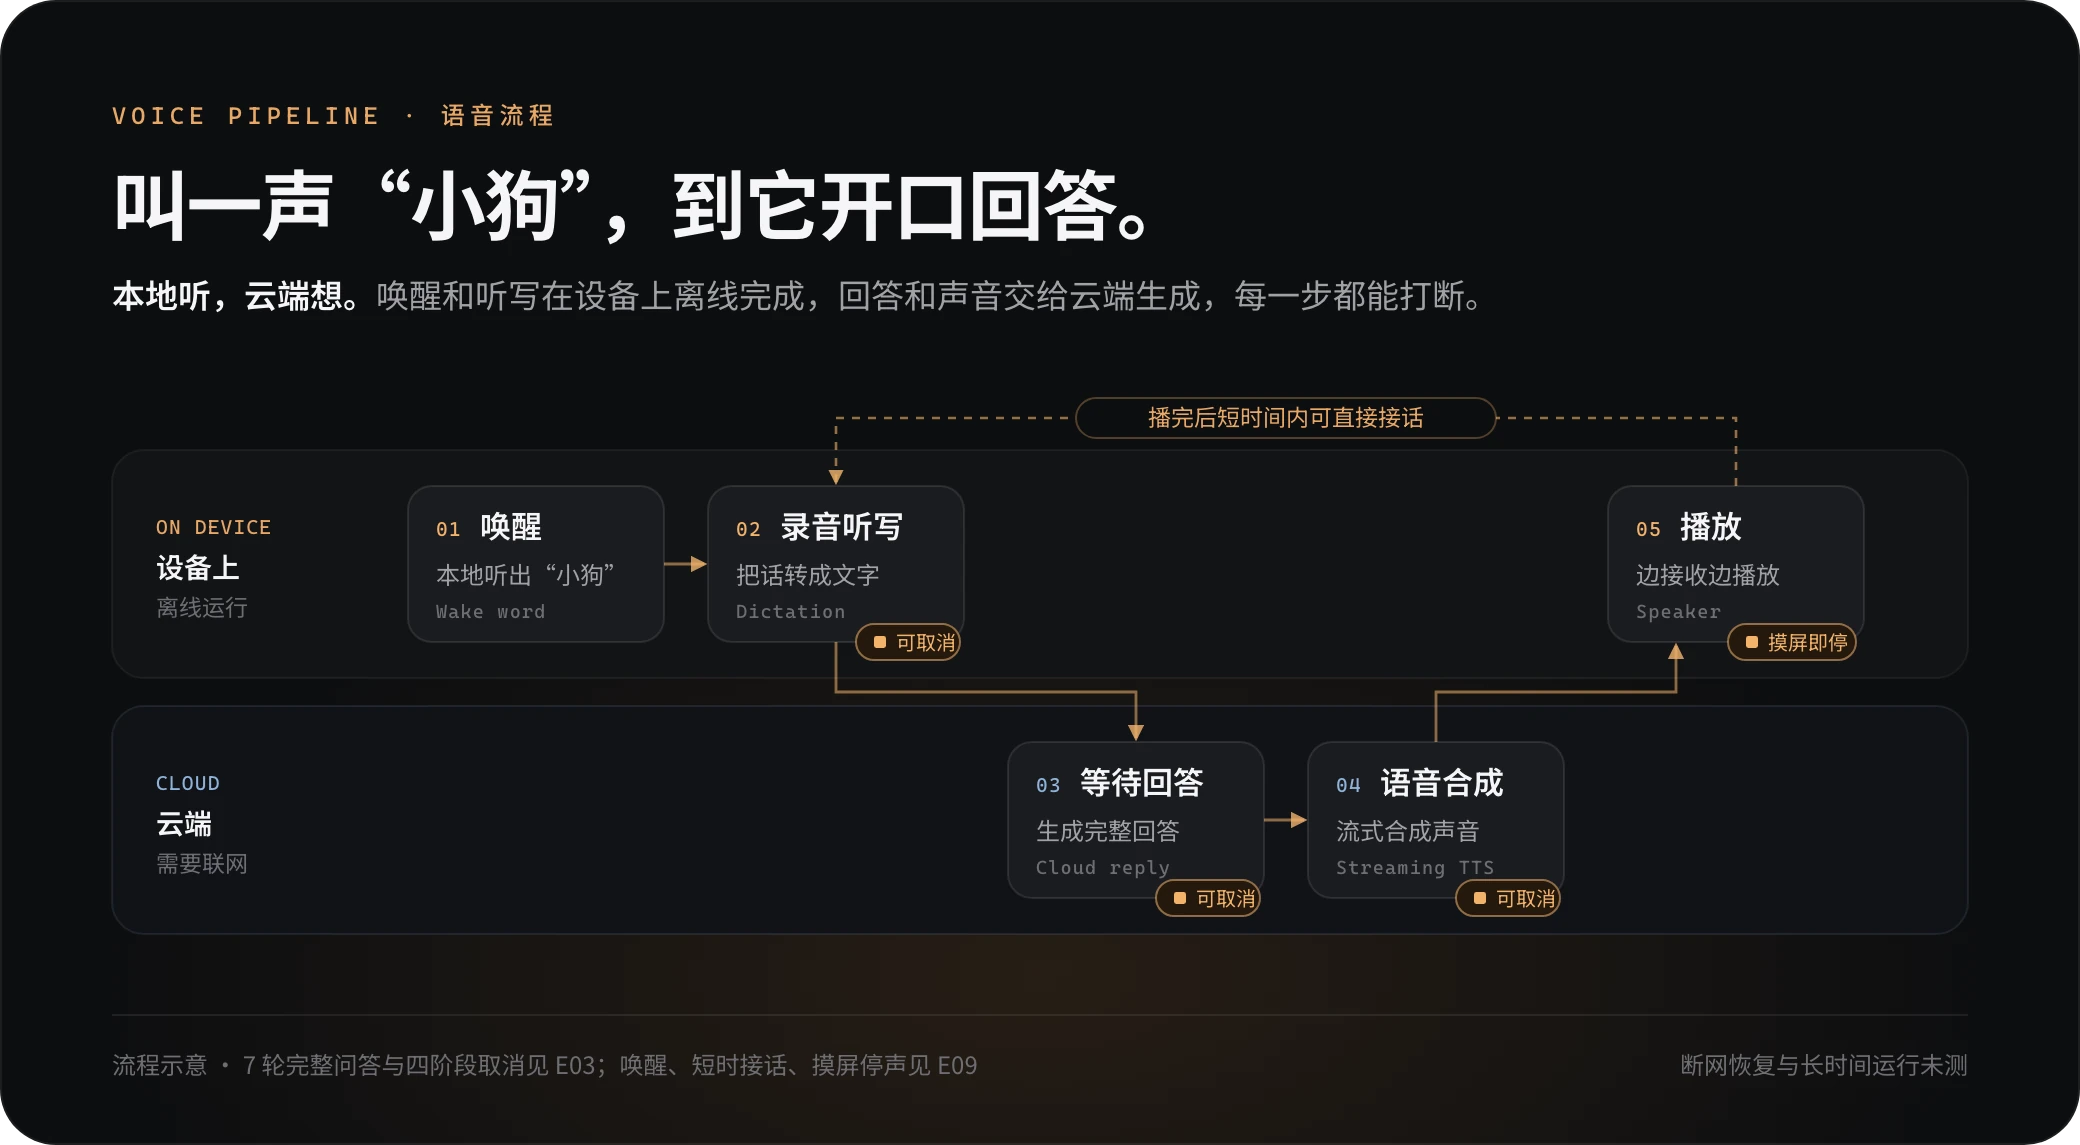 VOICE PIPELINE · 语音流程
叫一声“小狗”，到它开口回答。
本地听，云端想。唤醒和听写在设备上离线完成，回答和声音交给云端生成，每一步都能打断。
播完后短时间内可直接接话
ON DEVICE
设备上
离线运行
01 唤醒
本地听出“小狗”
Wake word
02 录音听写
把话转成文字
Dictation
可取消
05 播放
边接收边播放
Speaker
摸屏即停
CLOUD
云端
需要联网
03 等待回答
生成完整回答
Cloud reply
可取消
04 语音合成
流式合成声音
Streaming TTS
可取消
流程示意 · 7 轮完整问答与四阶段取消见 E03；唤醒、短时接话、摸屏停声见 E09
断网恢复与长时间运行未测